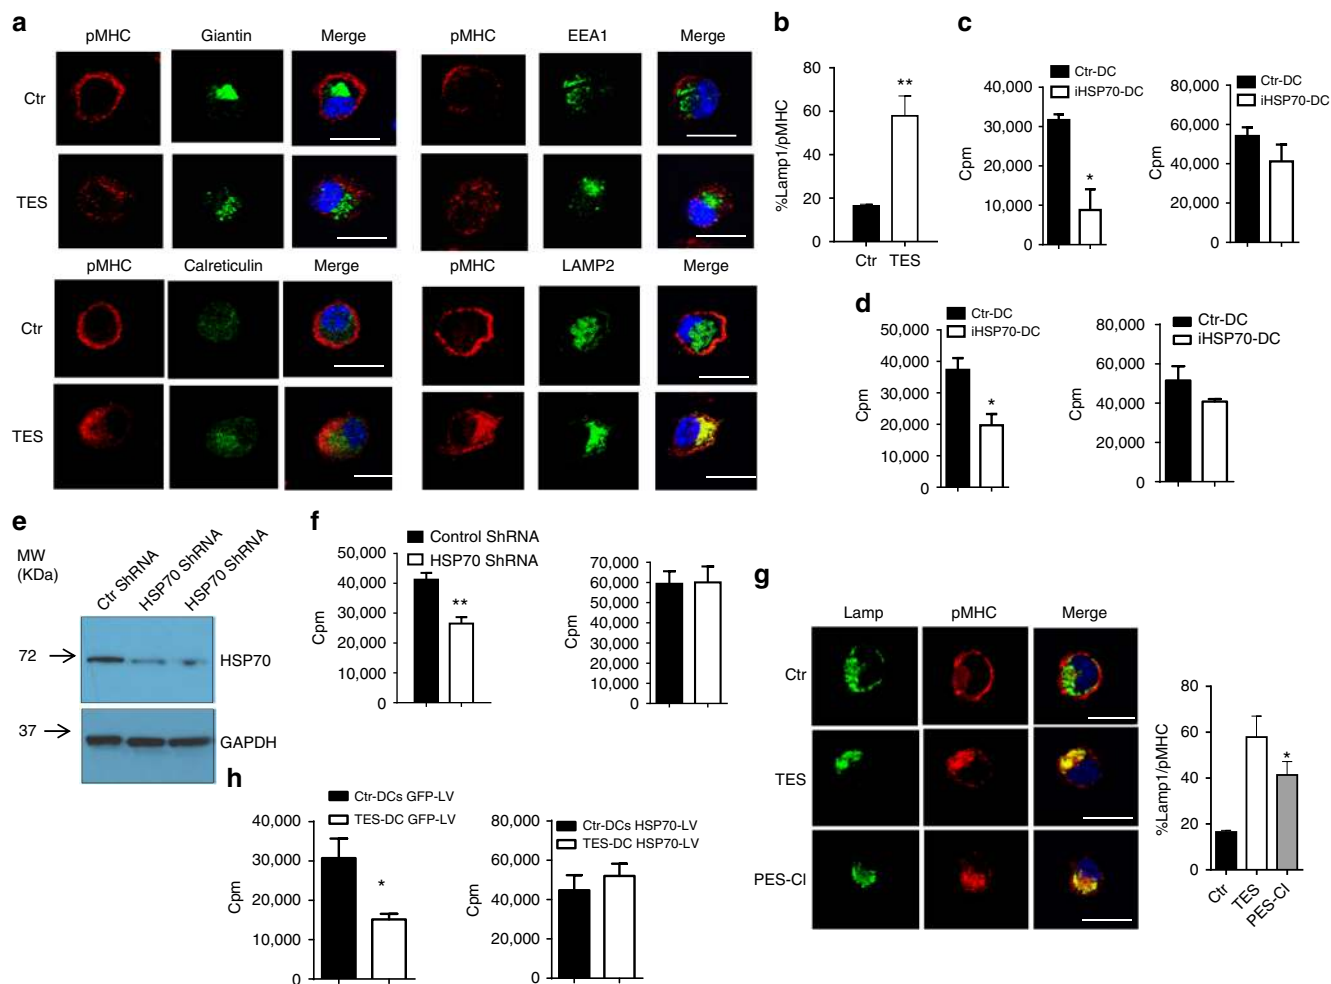 a
pMHC Giantin Merge pMHC EEA1 Merge
Ctr
TES
pMHC Calreticulin Merge pMHC LAMP2 Merge
Ctr
TES
b
%Lamp1/pMHC
80
60
40
20
0
**
Ctr TES
c
Ctr-DC
iHSP70-DC
Cpm
40,000
30,000
20,000
10,000
0
*
Ctr-DC
iHSP70-DC
Cpm
80,000
60,000
40,000
20,000
0
d
Ctr-DC
iHSP70-DC
Cpm
50,000
40,000
30,000
20,000
10,000
0
*
Ctr-DC
iHSP70-DC
Cpm
80,000
60,000
40,000
20,000
0
e
MW
(KDa)
Ctr ShRNA
HSP70 ShRNA
HSP70 ShRNA
72 → HSP70
37 → GAPDH
f
Control ShRNA
HSP70 ShRNA
Cpm
50,000
40,000
30,000
20,000
10,000
0
**
Cpm
70,000
60,000
50,000
40,000
30,000
20,000
10,000
0
g
Lamp pMHC Merge
Ctr
TES
PES-Cl
%Lamp1/pMHC
80
60
40
20
0
*
Ctr
TES
PES-Cl
h
Ctr-DCs GFP-LV
TES-DC GFP-LV
Cpm
40,000
30,000
20,000
10,000
0
*
Ctr-DCs HSP70-LV
TES-DC HSP70-LV
Cpm
80,000
60,000
40,000
20,000
0